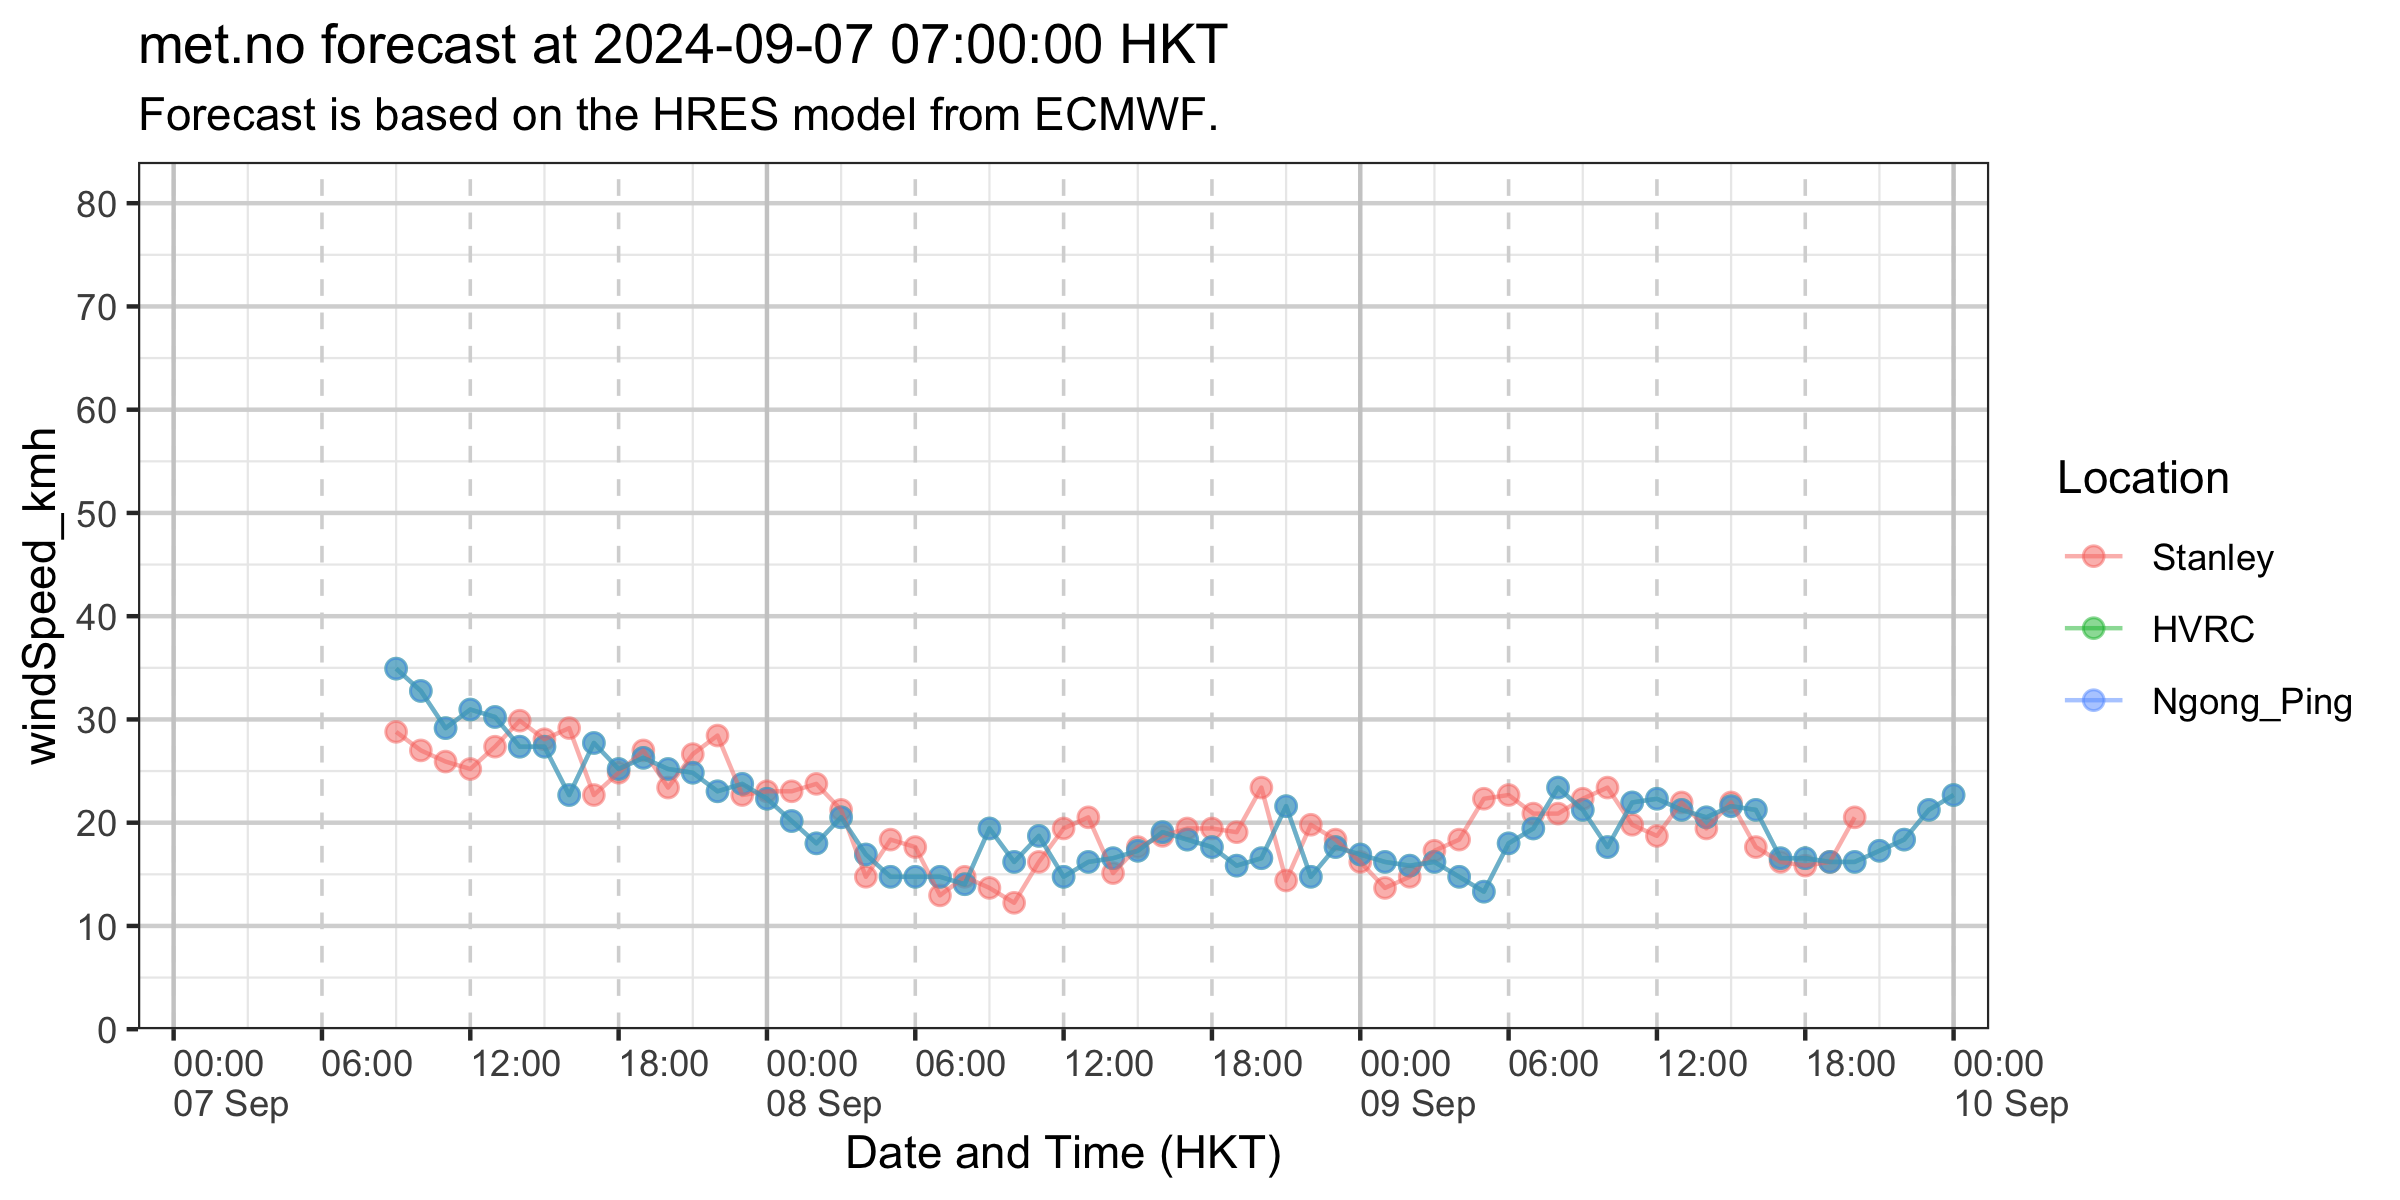 met.no forecast at 2024-09-07 07:00:00 HKT
Forecast is based on the HRES model from ECMWF.
windSpeed_kmh
80
70
60
50
40
30
20
10
0
00:00 06:00 12:00 18:00 00:00 06:00 12:00 18:00 00:00 06:00 12:00 18:00 00:00
07 Sep 08 Sep 09 Sep 10 Sep
Date and Time (HKT)
Location
Stanley
HVRC
Ngong_Ping